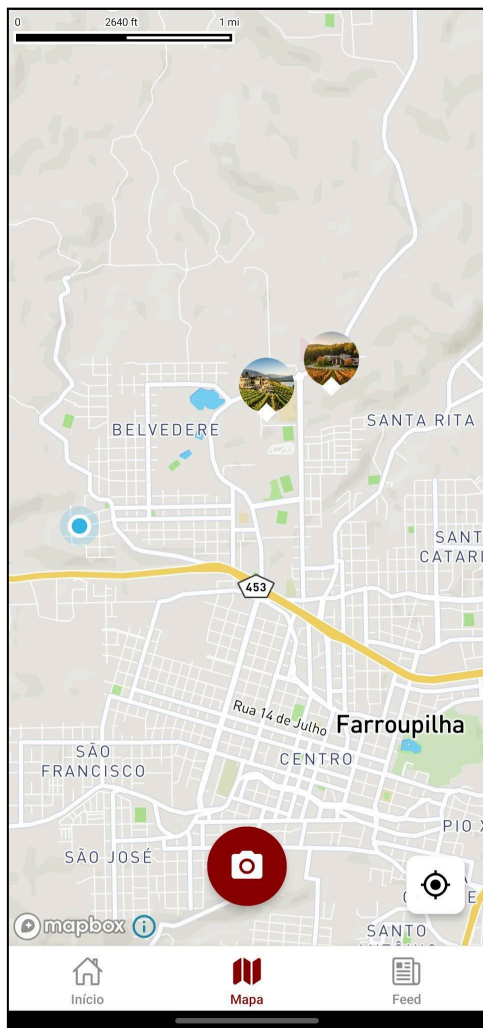 0 2640 ft 1 mi
BELVEDERE
SANTA RITA
SANT
CATARI
453
Rua 14 de Julho
Farroupilha
CENTRO
SÃO
FRANCISCO
PIO X
SÃO JOSÉ
SANTO
mapbox
Início
Mapa
Feed